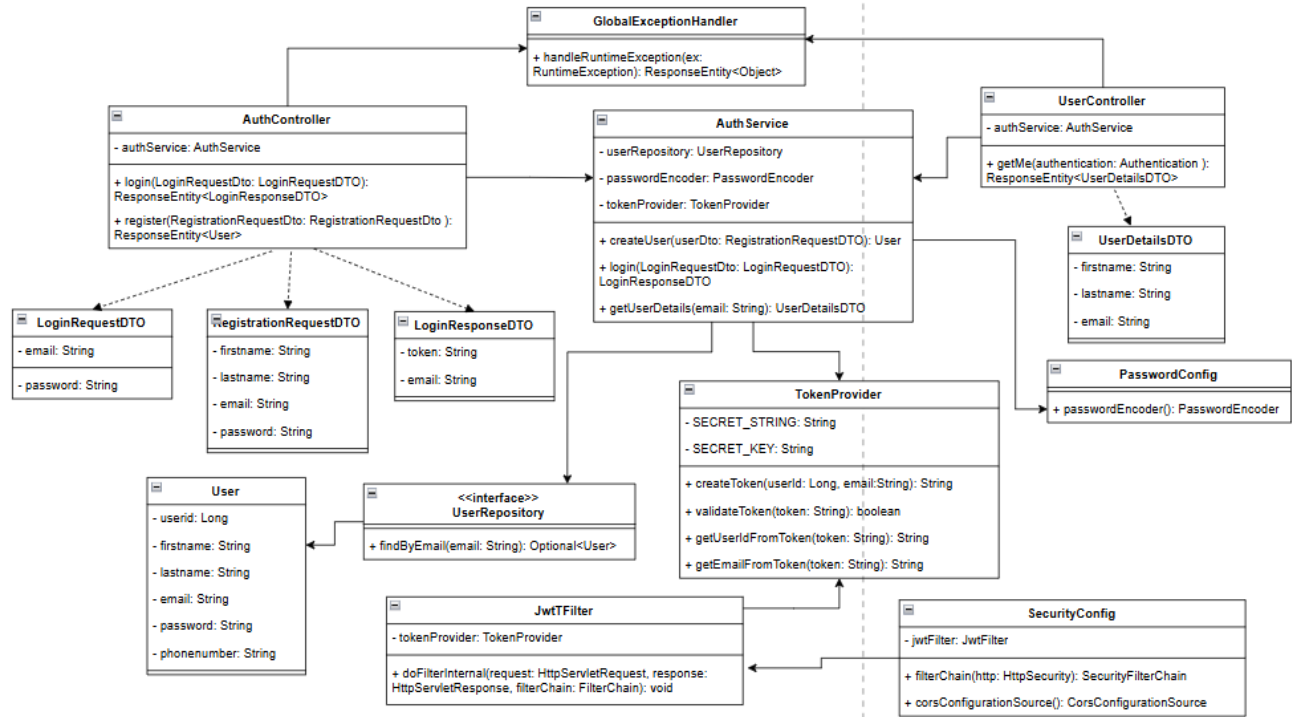 GlobalExceptionHandler
+ handleRuntimeException(ex:
RuntimeException): ResponseEntity<Object>
AuthController
- authService: AuthService
+ login(LoginRequestDto: LoginRequestDTO):
ResponseEntity<LoginResponseDTO>
+ register(RegistrationRequestDto: RegistrationRequestDto ):
ResponseEntity<User>
AuthService
- userRepository: UserRepository
- passwordEncoder: PasswordEncoder
- tokenProvider: TokenProvider
+ createUser(userDto: RegistrationRequestDTO): User
+ login(LoginRequestDto: LoginRequestDTO):
LoginResponseDTO
+ getUserDetails(email: String): UserDetailsDTO
UserController
- authService: AuthService
+ getMe(authentication: Authentication ):
ResponseEntity<UserDetailsDTO>
UserDetailsDTO
- firstname: String
- lastname: String
- email: String
LoginRequestDTO
- email: String
- password: String
RegistrationRequestDTO
- firstname: String
- lastname: String
- email: String
- password: String
LoginResponseDTO
- token: String
- email: String
PasswordConfig
+ passwordEncoder(): PasswordEncoder
TokenProvider
- SECRET_STRING: String
- SECRET_KEY: String
+ createToken(userId: Long, email:String): String
+ validateToken(token: String): boolean
+ getUserIdFromToken(token: String): String
+ getEmailFromToken(token: String): String
User
- userid: Long
- firstname: String
- lastname: String
- email: String
- password: String
- phonenumber: String
<<interface>>
UserRepository
+ findByEmail(email: String): Optional<User>
JwtTFilter
- tokenProvider: TokenProvider
+ doFilterInternal(request: HttpServletRequest, response:
HttpServletResponse, filterChain: FilterChain): void
SecurityConfig
- jwtFilter: JwtFilter
+ filterChain(http: HttpSecurity): SecurityFilterChain
+ corsConfigurationSource(): CorsConfigurationSource